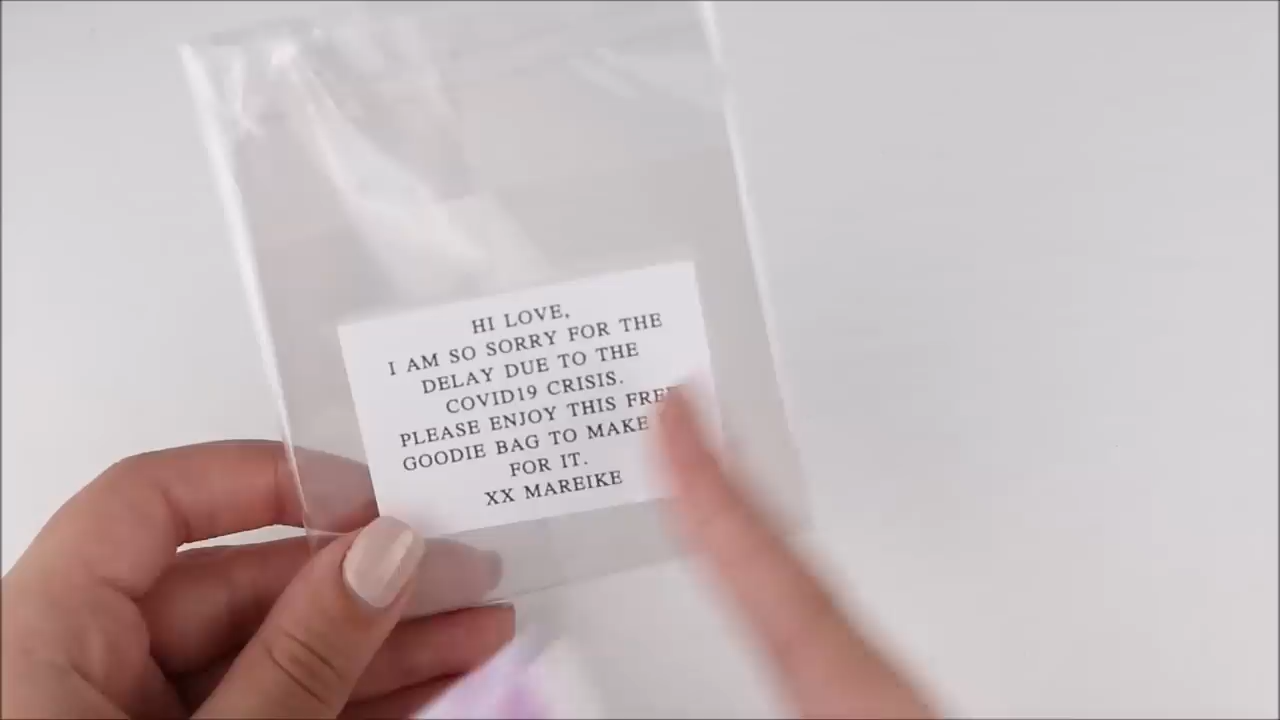 HI LOVE,
I AM SO SORRY FOR THE
DELAY DUE TO THE
COVID19 CRISIS.
PLEASE ENJOY THIS FREE
GOODIE BAG TO MAKE
FOR IT.
XX MAREIKE